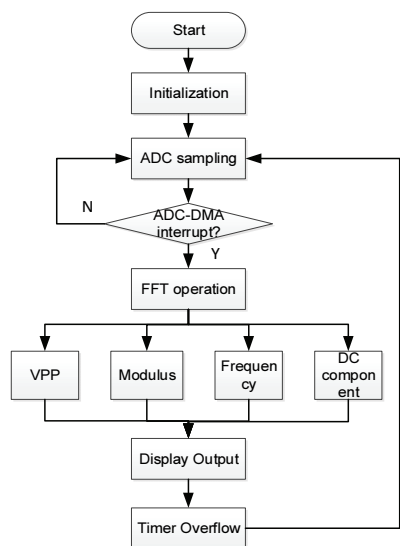 Start
Initialization
ADC sampling
N
ADC-DMA
interrupt?
Y
FFT operation
VPP
Modulus
Frequen
cy
DC
compon
ent
Display Output
Timer Overflow